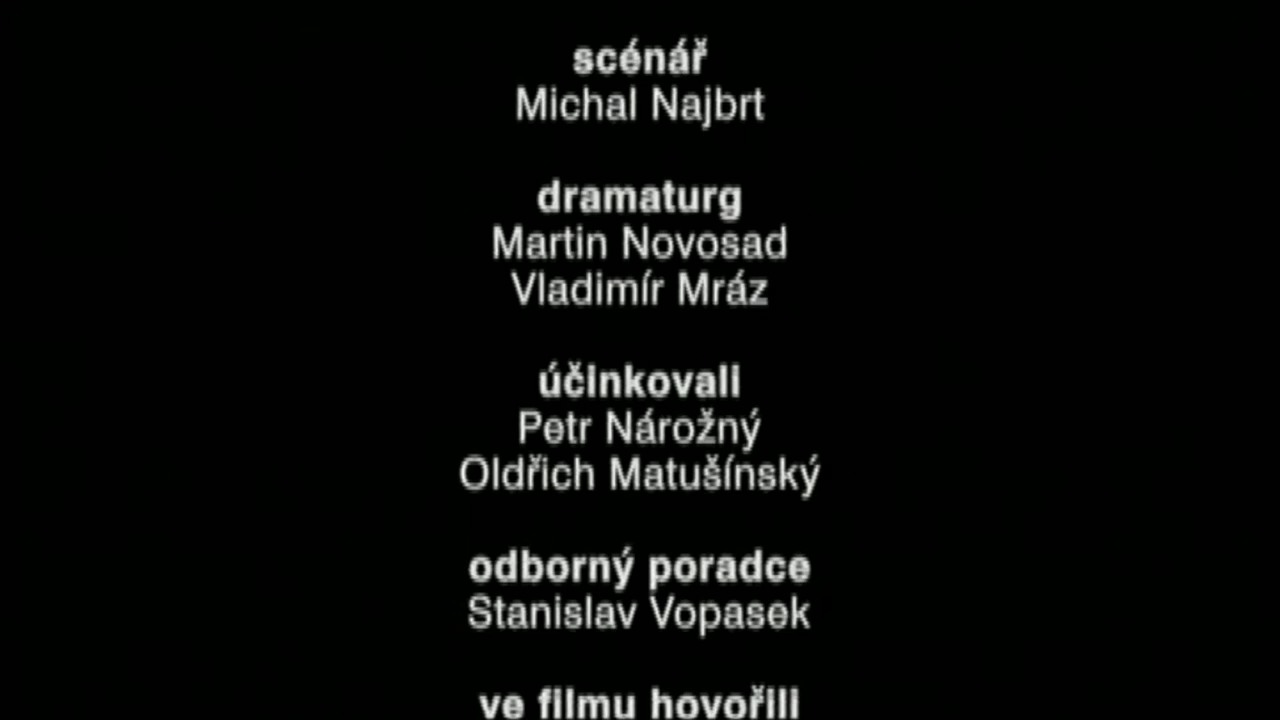 scénář
Michal Najbrt
dramaturg
Martin Novosad
Vladimír Mráz
účinkovali
Petr Nárožný
Oldřich Matušínský
odborný poradce
Stanislav Vopasek
ve filmu hovořili